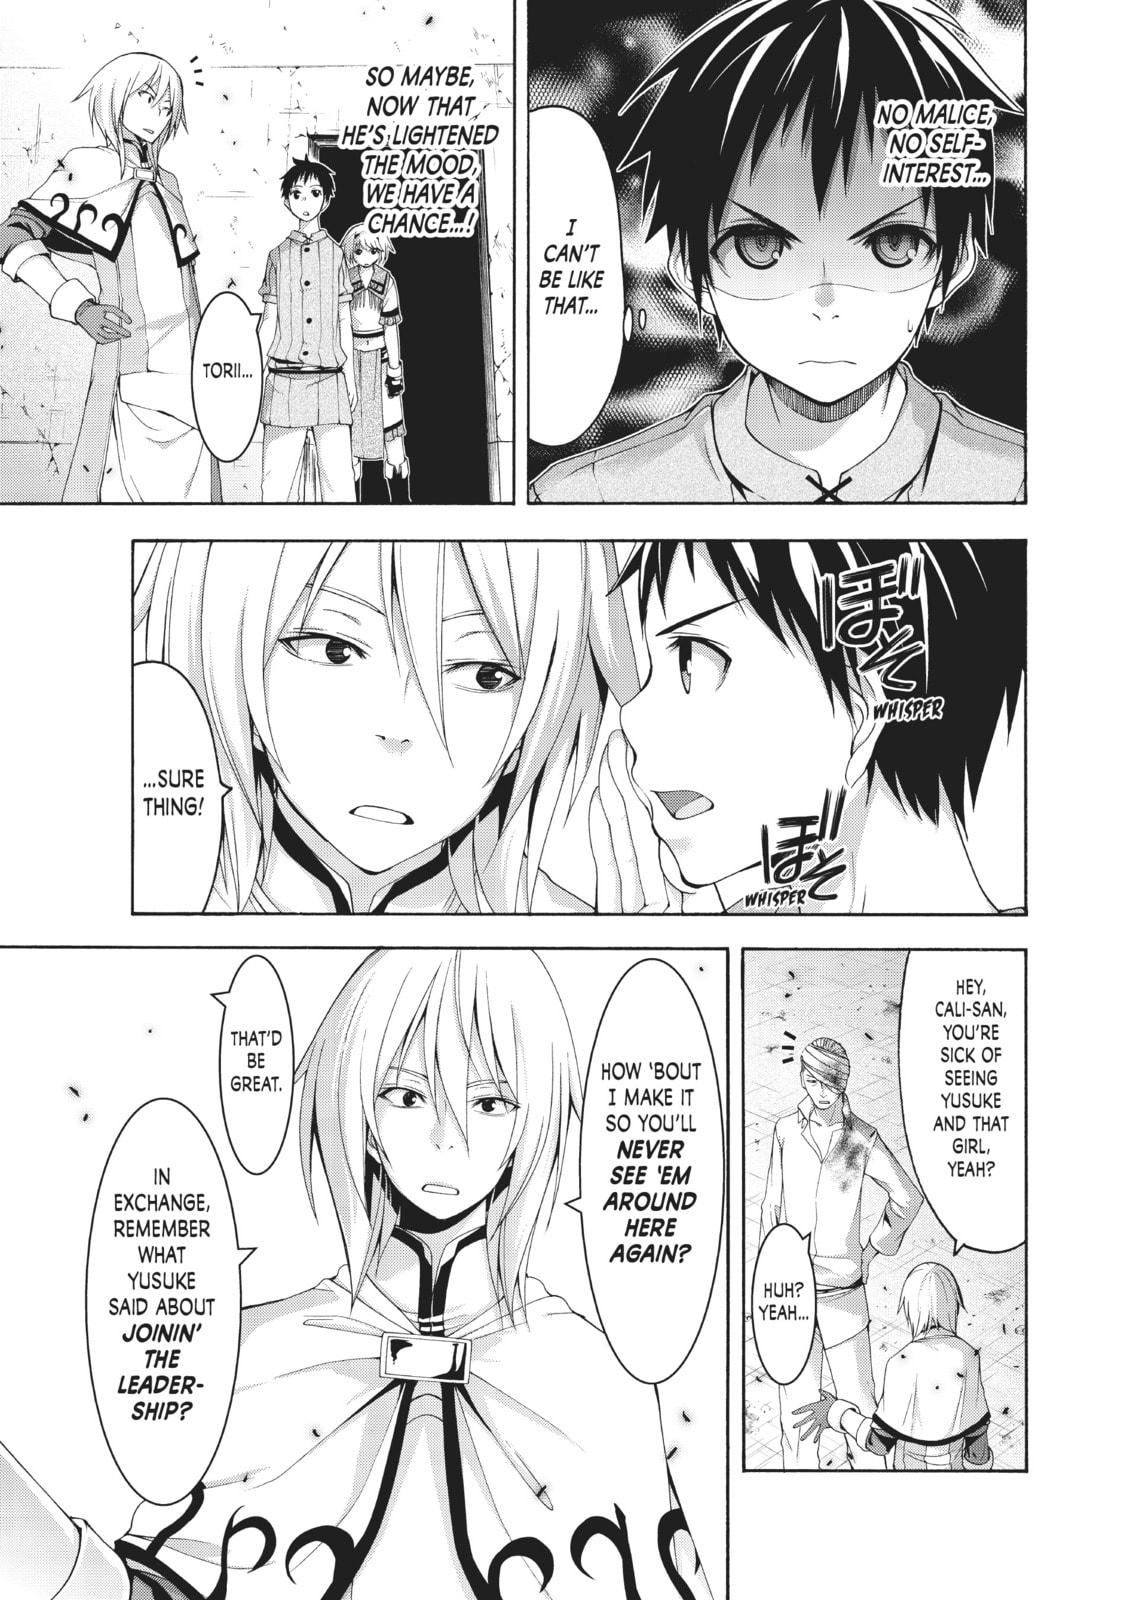 NO MALICE,
NO SELF-
INTEREST...
I
CAN'T
BE LIKE
THAT...
SO MAYBE,
NOW THAT
HE'S LIGHTENED
THE MOOD,
WE HAVE A
CHANCE...!
TORII...
ぼそ
WHISPER
ぼそ
WHISPER
...SURE
THING!
HEY,
CALI-SAN,
YOU'RE
SICK OF
SEEING
YUSUKE
AND THAT
GIRL,
YEAH?
HUH?
YEAH...
HOW 'BOUT
I MAKE IT
SO YOU'LL
NEVER
SEE 'EM
AROUND
HERE
AGAIN?
THAT'D
BE
GREAT.
IN
EXCHANGE,
REMEMBER
WHAT
YUSUKE
SAID ABOUT
JOININ'
THE
LEADER-
SHIP?